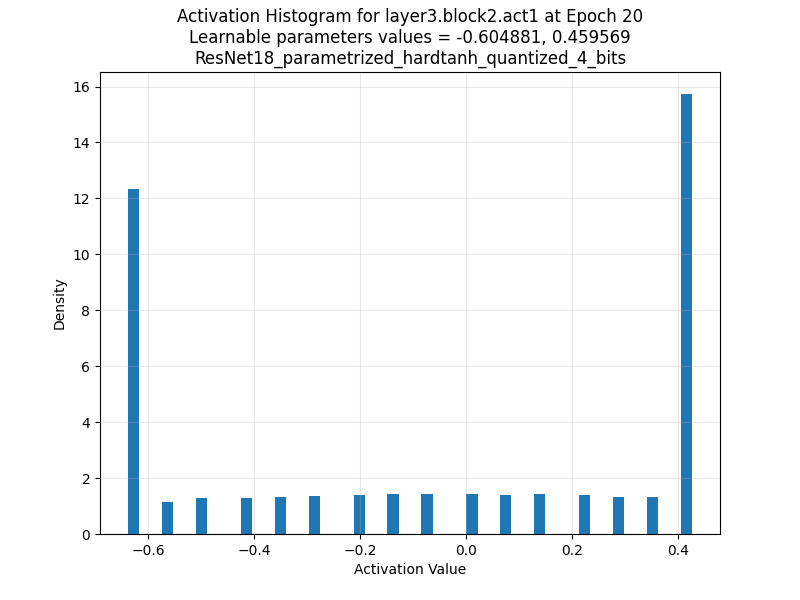 Activation Histogram for layer3.block2.act1 at Epoch 20
Learnable parameters values = -0.604881, 0.459569
ResNet18_parametrized_hardtanh_quantized_4_bits
16
14
12
10
8
6
4
2
0
Density
−0.6 −0.4 −0.2 0.0 0.2 0.4
Activation Value